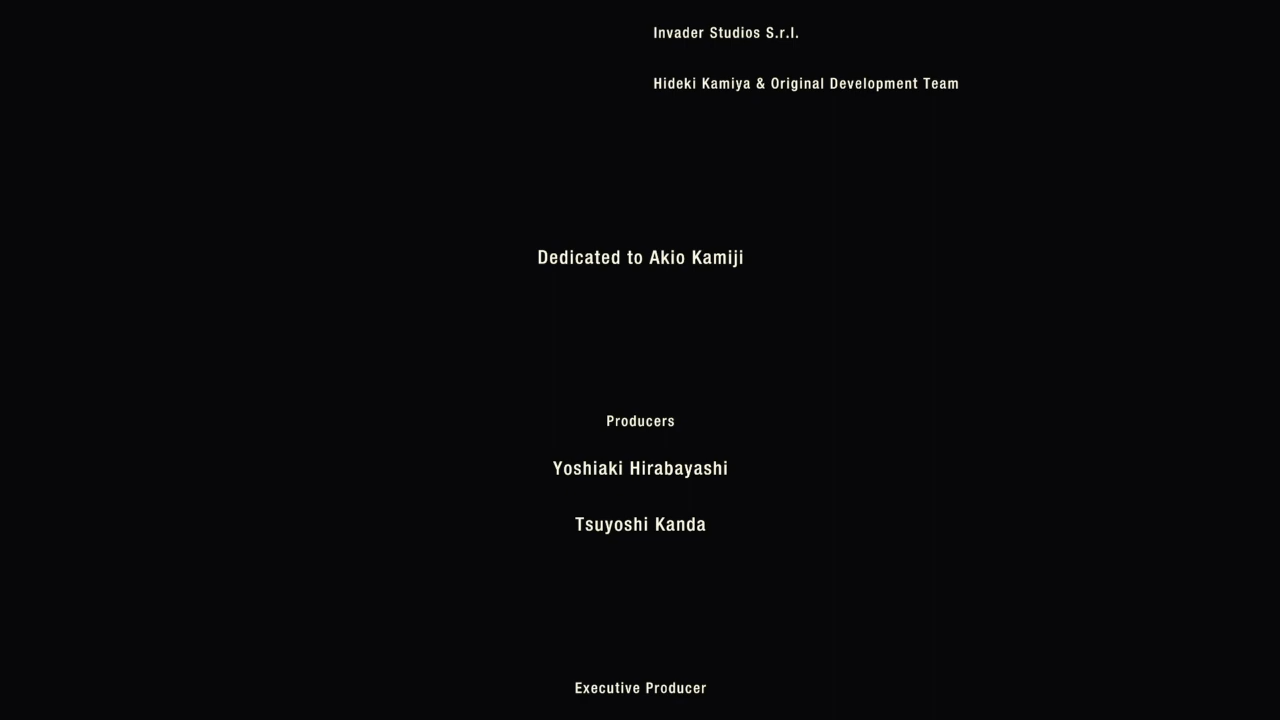 Invader Studios S.r.l.
Hideki Kamiya & Original Development Team
Dedicated to Akio Kamiji
Producers
Yoshiaki Hirabayashi
Tsuyoshi Kanda
Executive Producer